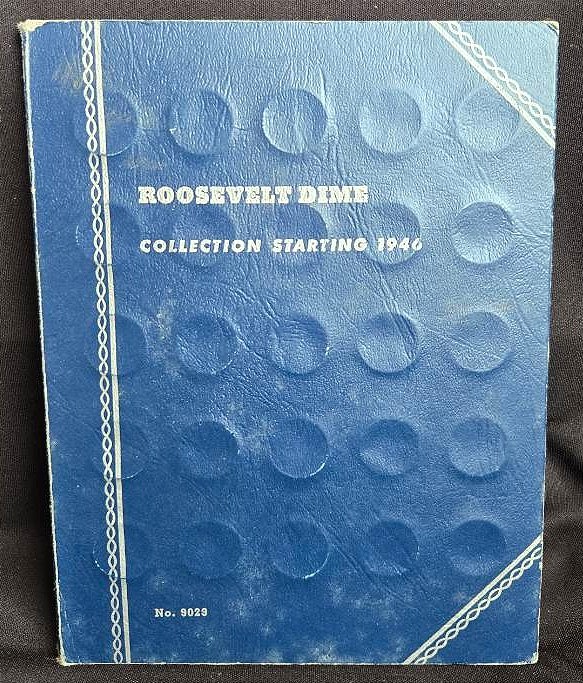 ROOSEVELT DIME
COLLECTION STARTING 1946
No. 9029